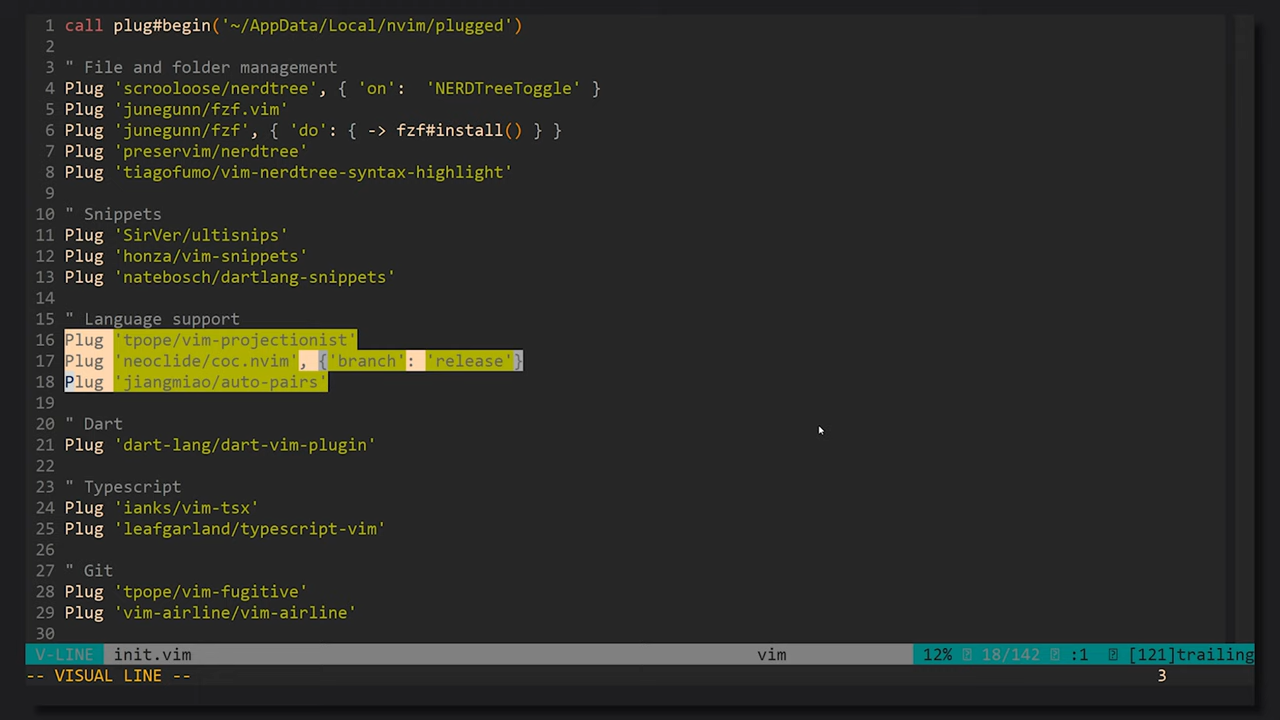 1 call plug#begin('~/AppData/Local/nvim/plugged')
2
3 " File and folder management
4 Plug 'scrooloose/nerdtree', { 'on':  'NERDTreeToggle' }
5 Plug 'junegunn/fzf.vim'
6 Plug 'junegunn/fzf', { 'do': { -> fzf#install() } }
7 Plug 'preservim/nerdtree'
8 Plug 'tiagofumo/vim-nerdtree-syntax-highlight'
9
10 " Snippets
11 Plug 'SirVer/ultisnips'
12 Plug 'honza/vim-snippets'
13 Plug 'natebosch/dartlang-snippets'
14
15 " Language support
16 Plug 'tpope/vim-projectionist'
17 Plug 'neoclide/coc.nvim', {'branch': 'release'}
18 Plug 'jiangmiao/auto-pairs'
19
20 " Dart
21 Plug 'dart-lang/dart-vim-plugin'
22
23 " Typescript
24 Plug 'ianks/vim-tsx'
25 Plug 'leafgarland/typescript-vim'
26
27 " Git
28 Plug 'tpope/vim-fugitive'
29 Plug 'vim-airline/vim-airline'
30
V-LINE init.vim vim 12% 18/142 :1 [121]trailing
-- VISUAL LINE -- 3